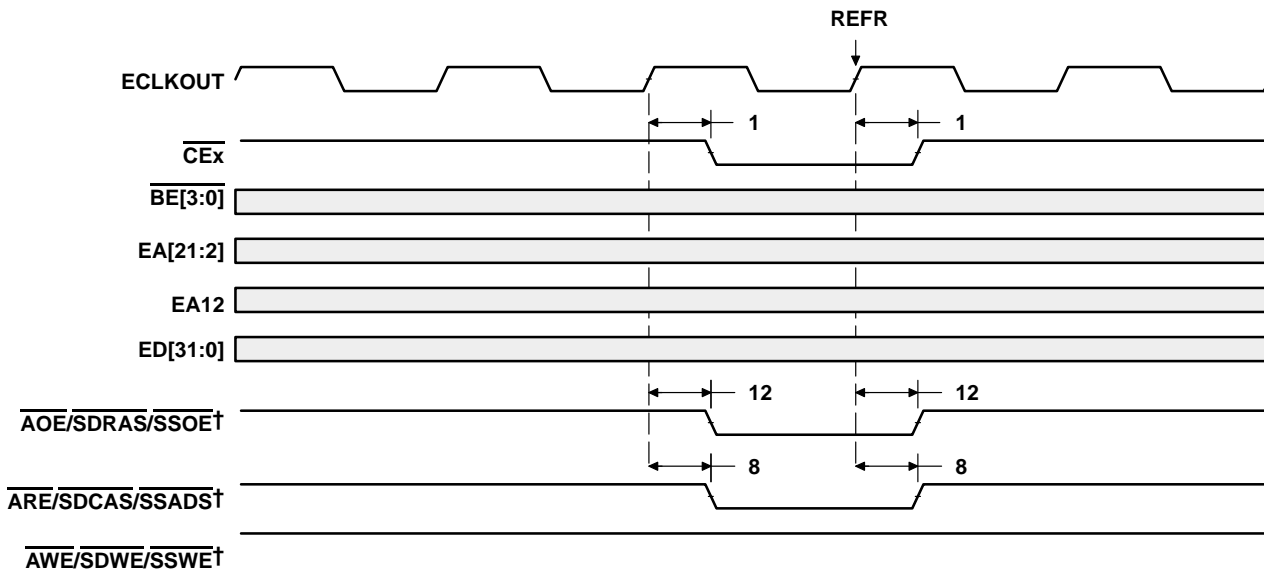 REFR
ECLKOUT
1 1
CEx
BE[3:0]
EA[21:2]
EA12
ED[31:0]
12 12
AOE/SDRAS/SSOE†
8 8
ARE/SDCAS/SSADS†
AWE/SDWE/SSWE†